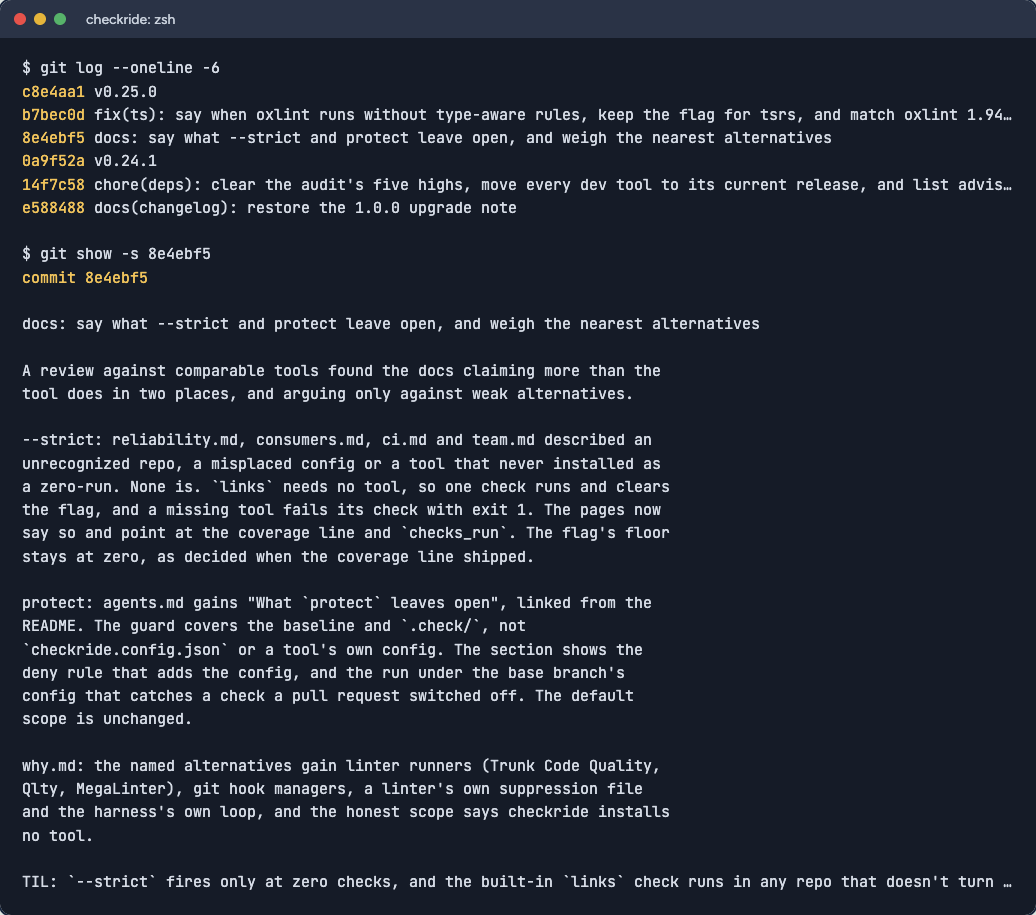 checkride: zsh
$ git log --oneline -6
c8e4aa1 v0.25.0
b7bec0d fix(ts): say when oxlint runs without type-aware rules, keep the flag for tsrs, and match oxlint 1.94…
8e4ebf5 docs: say what --strict and protect leave open, and weigh the nearest alternatives
0a9f52a v0.24.1
14f7c58 chore(deps): clear the audit's five highs, move every dev tool to its current release, and list advis…
e588488 docs(changelog): restore the 1.0.0 upgrade note
$ git show -s 8e4ebf5
commit 8e4ebf5
docs: say what --strict and protect leave open, and weigh the nearest alternatives
A review against comparable tools found the docs claiming more than the
tool does in two places, and arguing only against weak alternatives.
--strict: reliability.md, consumers.md, ci.md and team.md described an
unrecognized repo, a misplaced config or a tool that never installed as
a zero-run. None is. `links` needs no tool, so one check runs and clears
the flag, and a missing tool fails its check with exit 1. The pages now
say so and point at the coverage line and `checks_run`. The flag's floor
stays at zero, as decided when the coverage line shipped.
protect: agents.md gains "What `protect` leaves open", linked from the
README. The guard covers the baseline and `.check/`, not
`checkride.config.json` or a tool's own config. The section shows the
deny rule that adds the config, and the run under the base branch's
config that catches a check a pull request switched off. The default
scope is unchanged.
why.md: the named alternatives gain linter runners (Trunk Code Quality,
Qlty, MegaLinter), git hook managers, a linter's own suppression file
and the harness's own loop, and the honest scope says checkride installs
no tool.
TIL: `--strict` fires only at zero checks, and the built-in `links` check runs in any repo that doesn't turn …